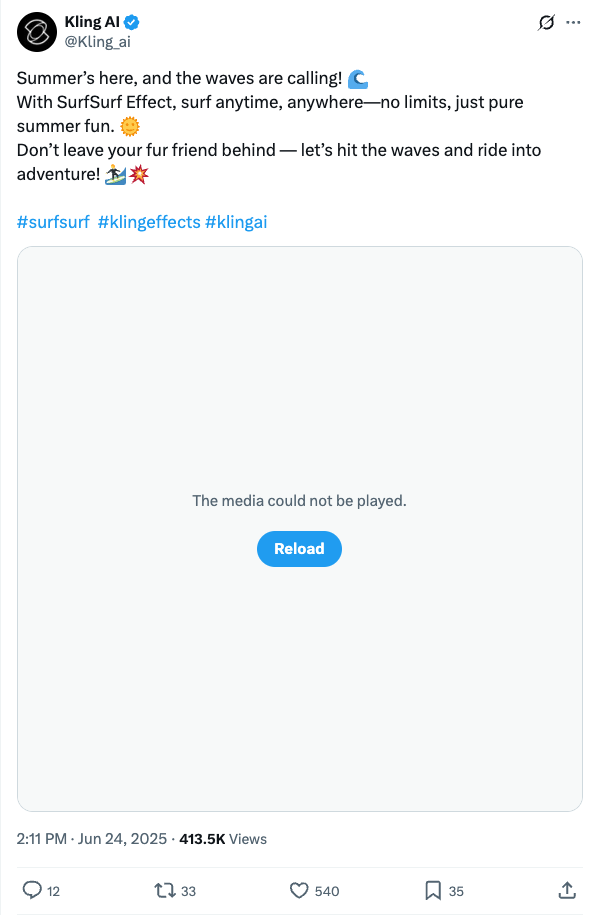 Kling AI
@Kling_ai
Summer’s here, and the waves are calling! 🌊
With SurfSurf Effect, surf anytime, anywhere—no limits, just pure
summer fun. 🌞
Don’t leave your fur friend behind — let’s hit the waves and ride into
adventure! 🏄💥
#surfsurf #klingeffects #klingai
The media could not be played.
Reload
2:11 PM · Jun 24, 2025 · 413.5K Views
12 33 540 35